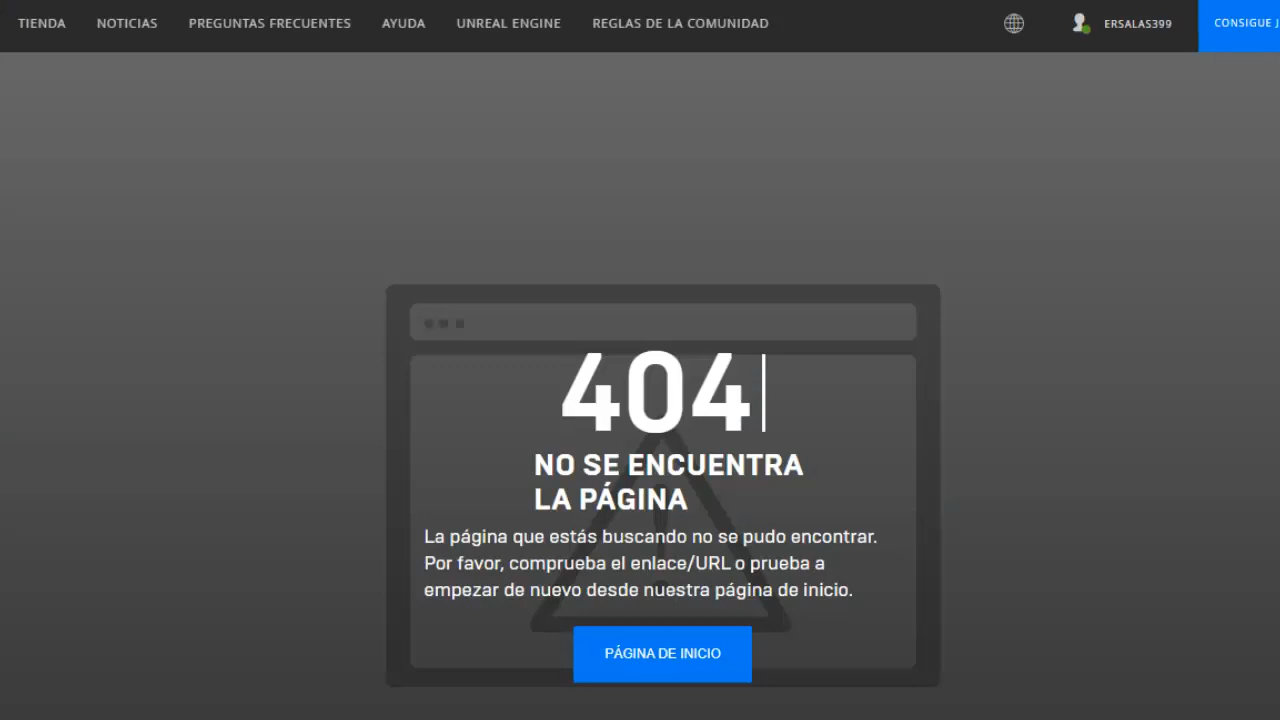 TIENDA NOTICIAS PREGUNTAS FRECUENTES AYUDA UNREAL ENGINE REGLAS DE LA COMUNIDAD ERSALAS399 CONSIGUE
404
NO SE ENCUENTRA
LA PÁGINA
La página que estás buscando no se pudo encontrar.
Por favor, comprueba el enlace/URL o prueba a
empezar de nuevo desde nuestra página de inicio.
PÁGINA DE INICIO